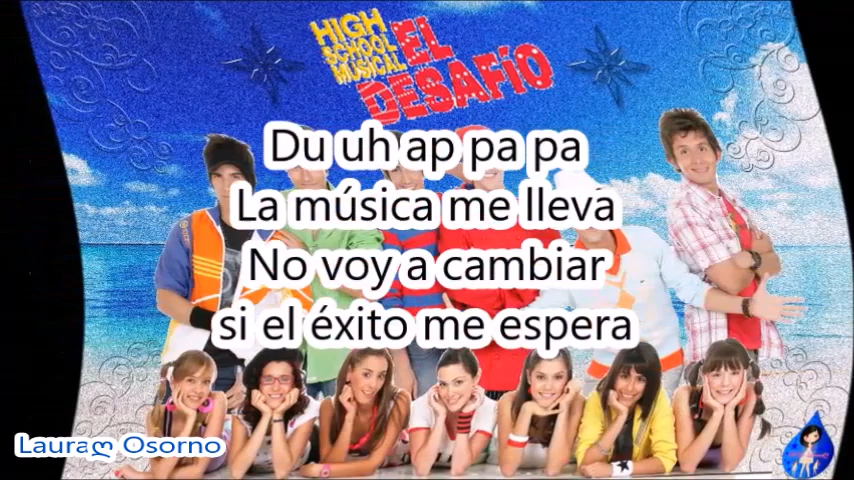 HIGH
SCHOOL
MUSICAL
EL
DESAFÍO
Du uh ap pa pa
La música me lleva
No voy a cambiar
si el éxito me espera
Lauraღ Osorno